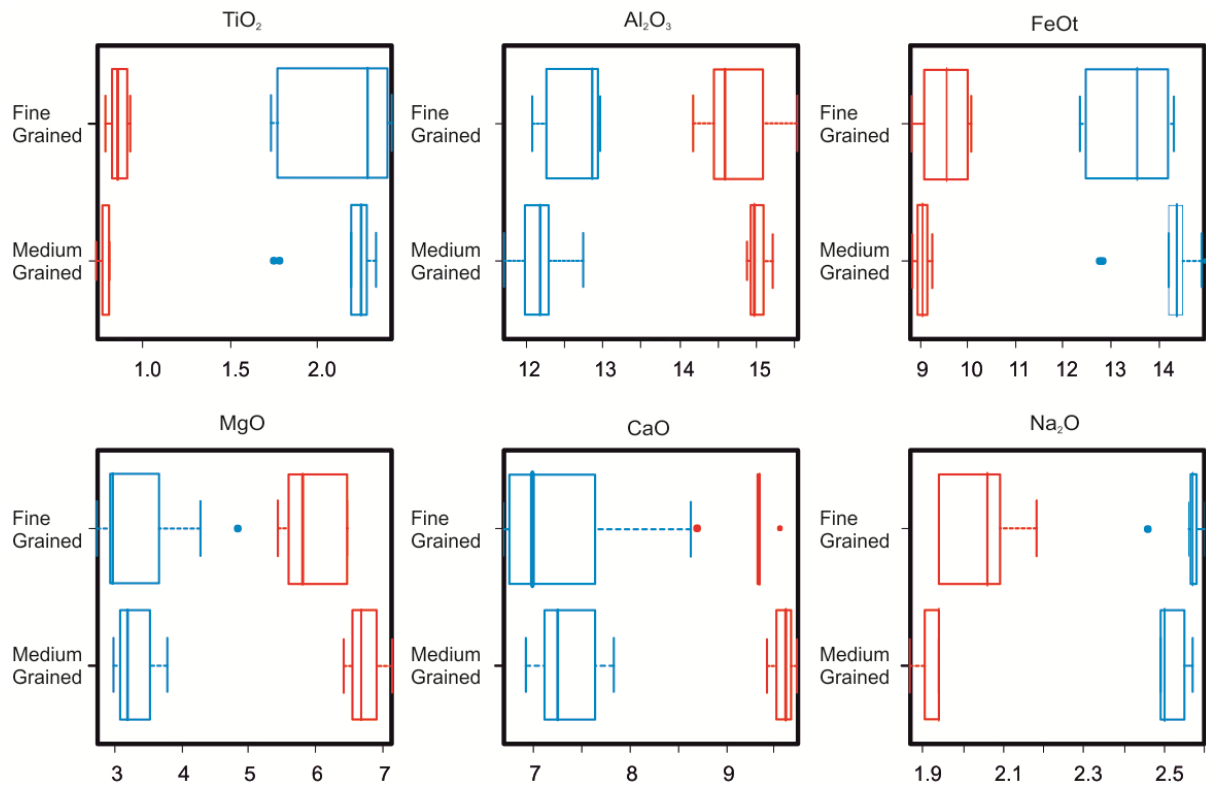 TiO₂
Al₂O₃
FeOt
Fine
Grained
Medium
Grained
1.0 1.5 2.0
Fine
Grained
Medium
Grained
12 13 14 15
Fine
Grained
Medium
Grained
9 10 11 12 13 14
MgO
CaO
Na₂O
Fine
Grained
Medium
Grained
3 4 5 6 7
Fine
Grained
Medium
Grained
7 8 9
Fine
Grained
Medium
Grained
1.9 2.1 2.3 2.5